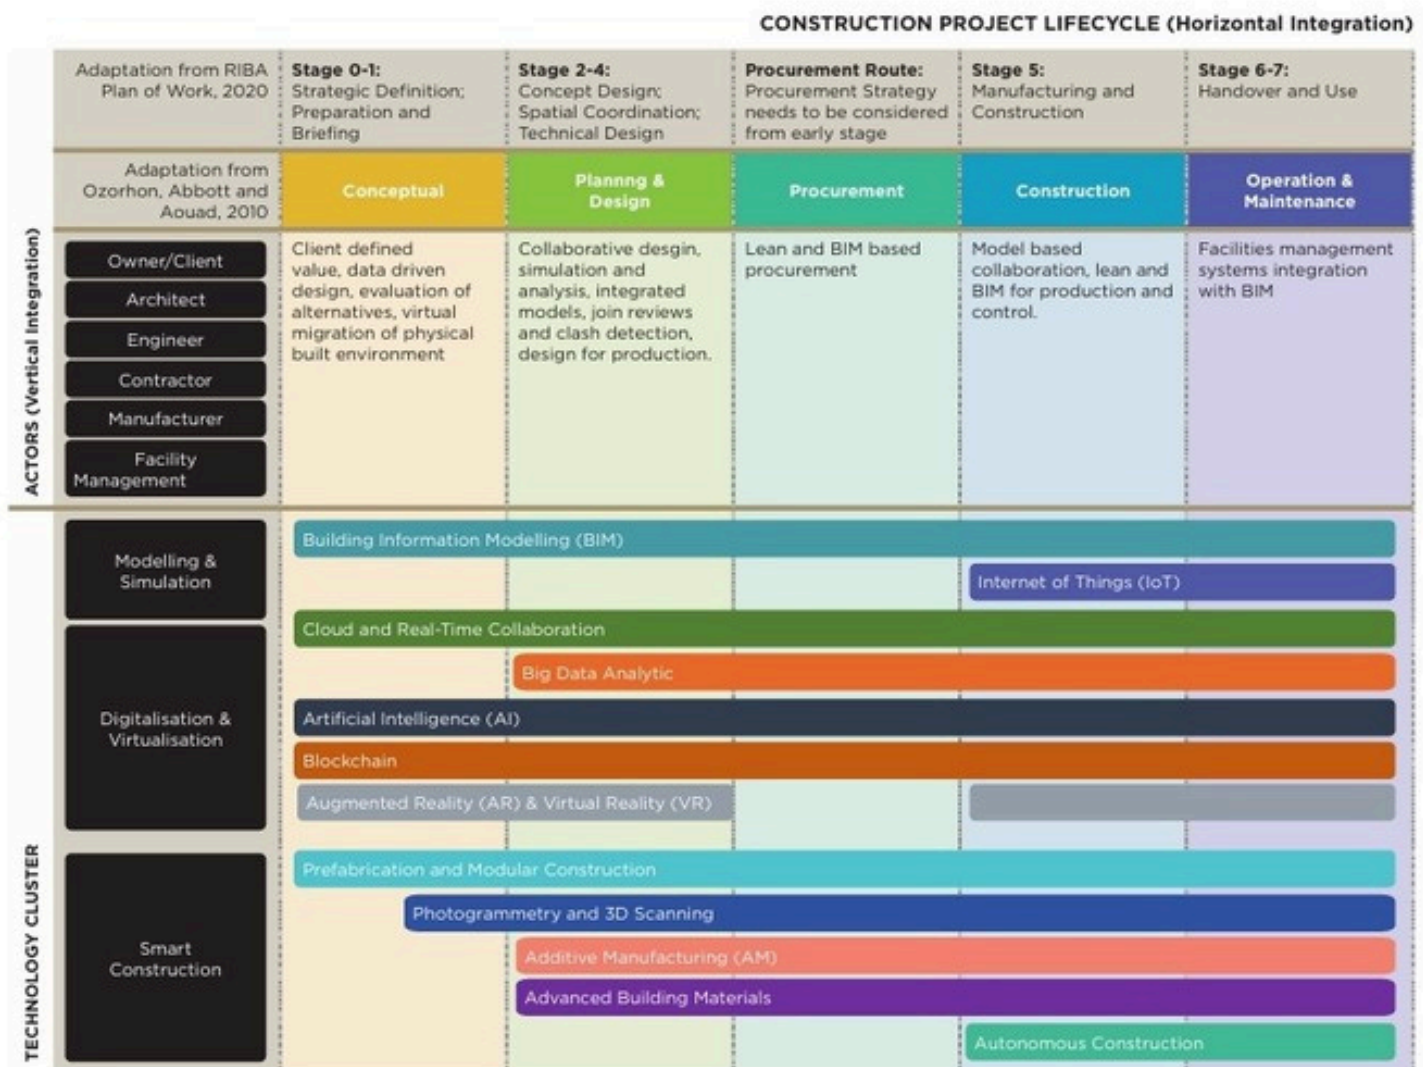 CONSTRUCTION PROJECT LIFECYCLE (Horizontal Integration)
Adaptation from RIBA
Plan of Work, 2020
Stage 0-1:
Strategic Definition;
Preparation and
Briefing
Stage 2-4:
Concept Design;
Spatial Coordination;
Technical Design
Procurement Route:
Procurement Strategy
needs to be considered
from early stage
Stage 5:
Manufacturing and
Construction
Stage 6-7:
Handover and Use
Adaptation from
Ozorhon, Abbott and
Aouad, 2010
Conceptual
Plannng &
Design
Procurement
Construction
Operation &
Maintenance
ACTORS (Vertical Integration)
Owner/Client
Architect
Engineer
Contractor
Manufacturer
Facility
Management
Client defined
value, data driven
design, evaluation of
alternatives, virtual
migration of physical
built environment
Collaborative desgin,
simulation and
analysis, integrated
models, join reviews
and clash detection,
design for production.
Lean and BIM based
procurement
Model based
collaboration, lean and
BIM for production and
control.
Facilities management
systems integration
with BIM
TECHNOLOGY CLUSTER
Modelling &
Simulation
Building Information Modelling (BIM)
Internet of Things (IoT)
Digitalisation &
Virtualisation
Cloud and Real-Time Collaboration
Big Data Analytic
Artificial Intelligence (AI)
Blockchain
Augmented Reality (AR) & Virtual Reality (VR)
Smart
Construction
Prefabrication and Modular Construction
Photogrammetry and 3D Scanning
Additive Manufacturing (AM)
Advanced Building Materials
Autonomous Construction